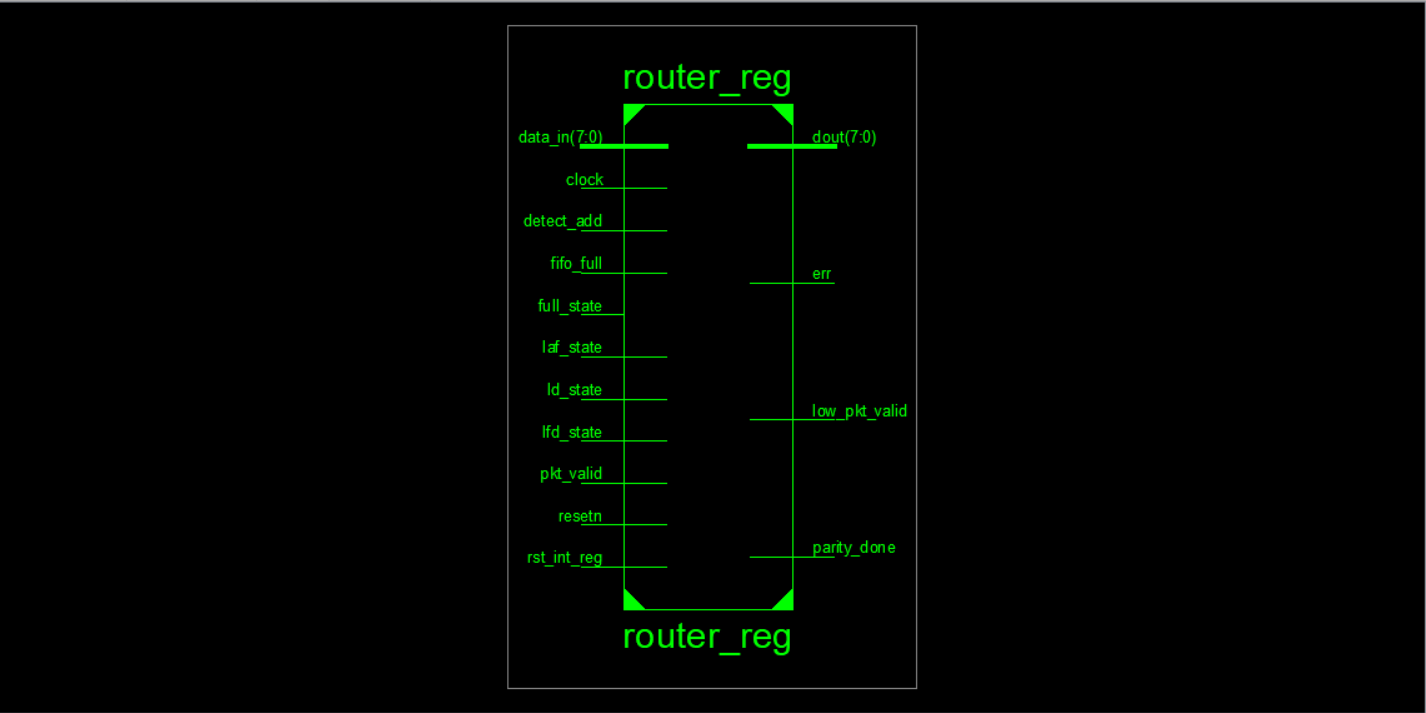 router_reg
data_in(7:0)
dout(7:0)
clock
detect_add
fifo_full
err
full_state
laf_state
ld_state
low_pkt_valid
lfd_state
pkt_valid
resetn
parity_done
rst_int_reg
router_reg